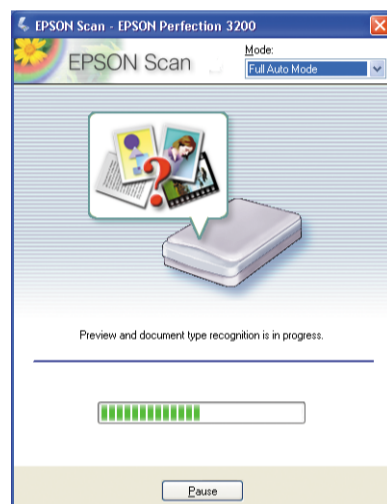 EPSON Scan - EPSON Perfection 3200
EPSON Scan
Mode:
Full Auto Mode
?
Preview and document type recognition is in progress.
Pause